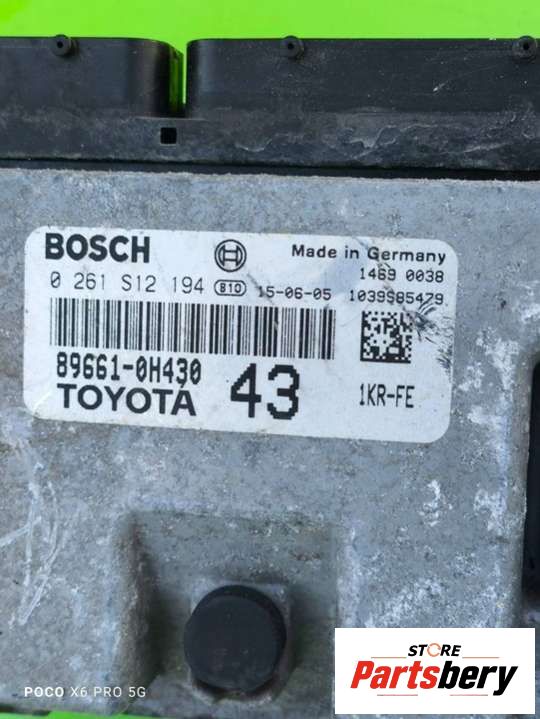 BOSCH Made in Germany
1469 0038
0 261 S12 194 B10 15-06-05 1039S85479
89661-0H430
TOYOTA 43 1KR-FE
STORE
Partsbery
POCO X6 PRO 5G